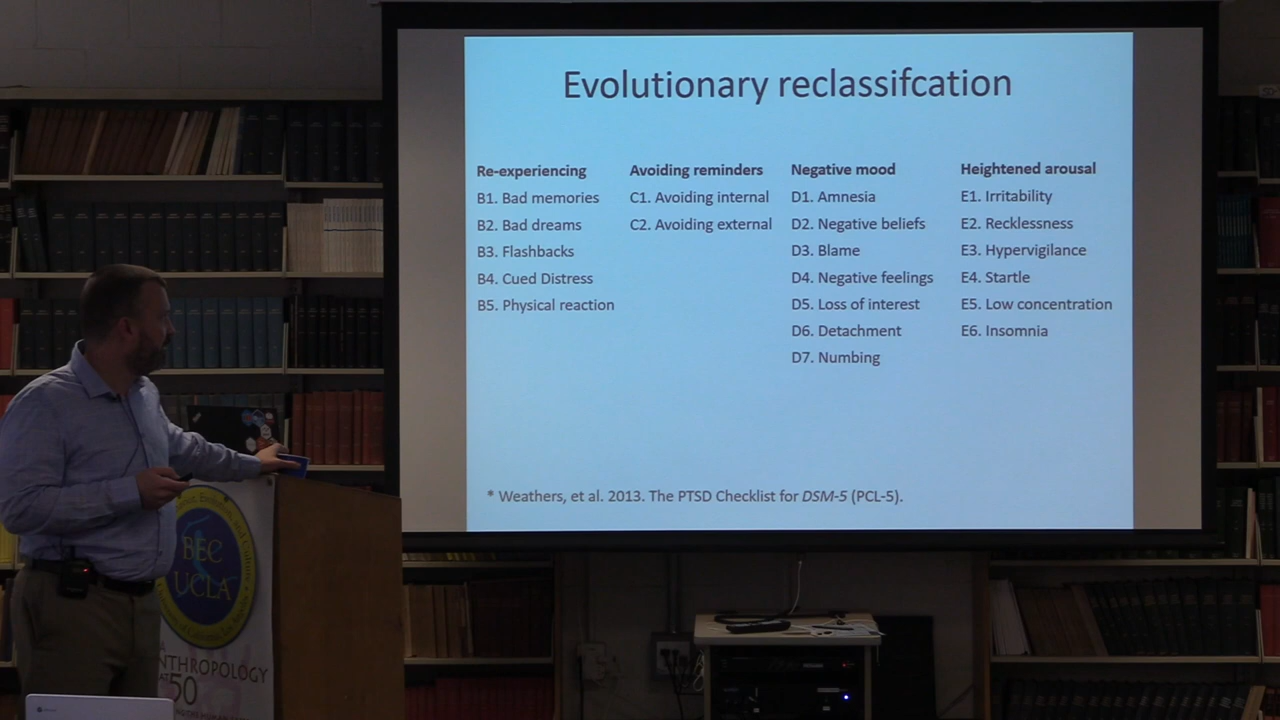 Evolutionary reclassifcation
Re-experiencing
B1. Bad memories
B2. Bad dreams
B3. Flashbacks
B4. Cued Distress
B5. Physical reaction
Avoiding reminders
C1. Avoiding internal
C2. Avoiding external
Negative mood
D1. Amnesia
D2. Negative beliefs
D3. Blame
D4. Negative feelings
D5. Loss of interest
D6. Detachment
D7. Numbing
Heightened arousal
E1. Irritability
E2. Recklessness
E3. Hypervigilance
E4. Startle
E5. Low concentration
E6. Insomnia
* Weathers, et al. 2013. The PTSD Checklist for DSM-5 (PCL-5).
BEC
UCLA
NTHROPOLOGY
AT 50